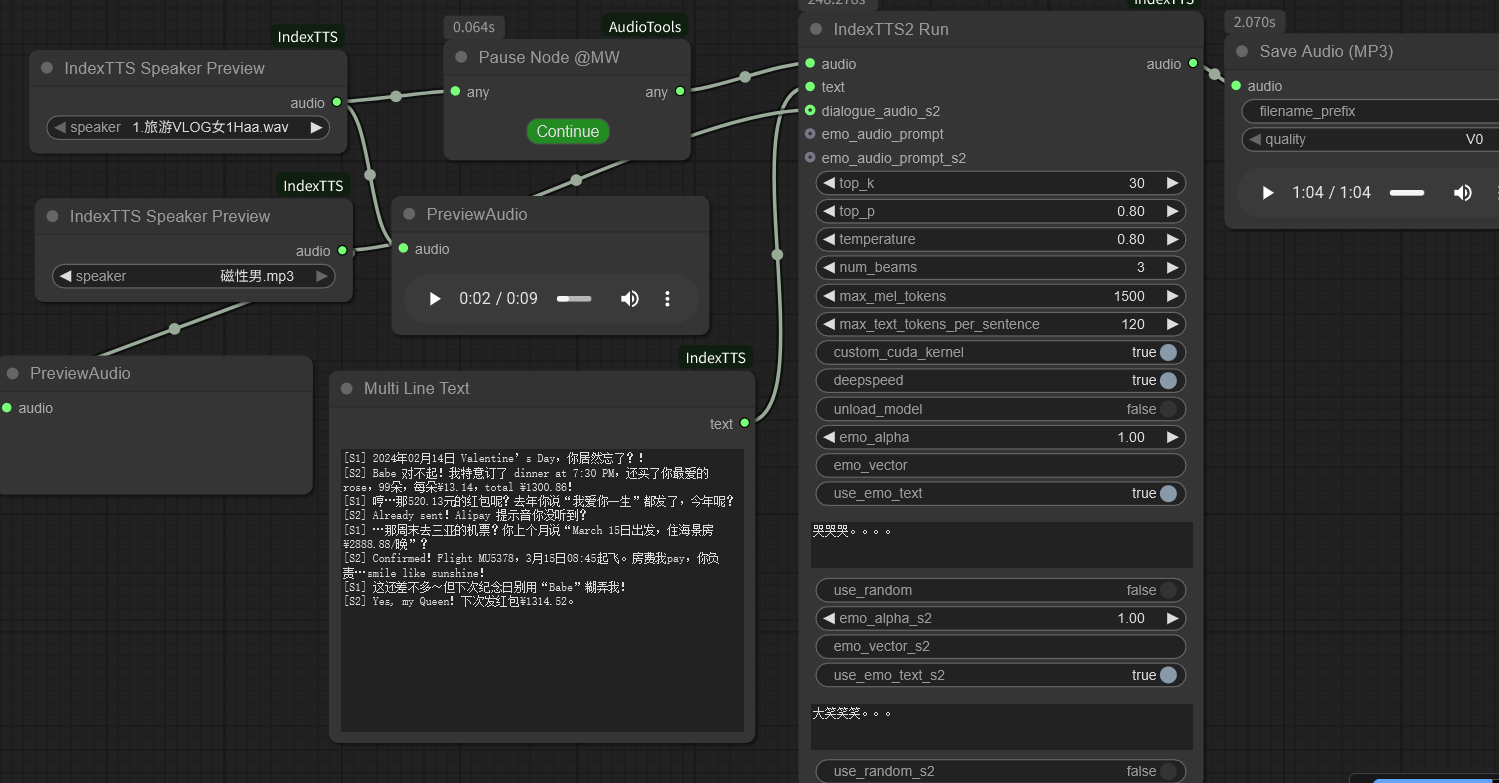 IndexTTS
IndexTTS Speaker Preview
audio
speaker 1.旅游VLOG女1Haa.wav
IndexTTS
IndexTTS Speaker Preview
audio
speaker 磁性男.mp3
PreviewAudio
audio
0.064s
AudioTools
Pause Node @MW
any any
Continue
PreviewAudio
audio
0:02 / 0:09
IndexTTS
Multi Line Text
text
[S1] 2024年02月14日 Valentine’s Day，你居然忘了？！
[S2] Babe 对不起！我特意订了 dinner at 7:30 PM，还买了你最爱的
rose，99朵，每朵¥13.14，total ¥1300.86！
[S1] 哼…那520.13元的红包呢？去年你说“我爱你一生”都发了，今年呢？
[S2] Already sent！Alipay 提示音你没听到？
[S1] …那周末去三亚的机票？你上个月说“March 15日出发，住海景房
¥2888.88/晚”？
[S2] Confirmed！Flight MU5378，3月15日08:45起飞。房费我pay，你负
责…smile like sunshine！
[S1] 这还差不多～但下次纪念日别用“Babe”糊弄我！
[S2] Yes, my Queen！下次发红包¥1314.52。
248.278s
IndexTTS
IndexTTS2 Run
audio audio
text
dialogue_audio_s2
emo_audio_prompt
emo_audio_prompt_s2
top_k 30
top_p 0.80
temperature 0.80
num_beams 3
max_mel_tokens 1500
max_text_tokens_per_sentence 120
custom_cuda_kernel true
deepspeed true
unload_model false
emo_alpha 1.00
emo_vector
use_emo_text true
哭哭哭。。。。
use_random false
emo_alpha_s2 1.00
emo_vector_s2
use_emo_text_s2 true
大笑笑笑。。。
use_random_s2 false
2.070s
Save Audio (MP3)
audio
filename_prefix
quality V0
1:04 / 1:04